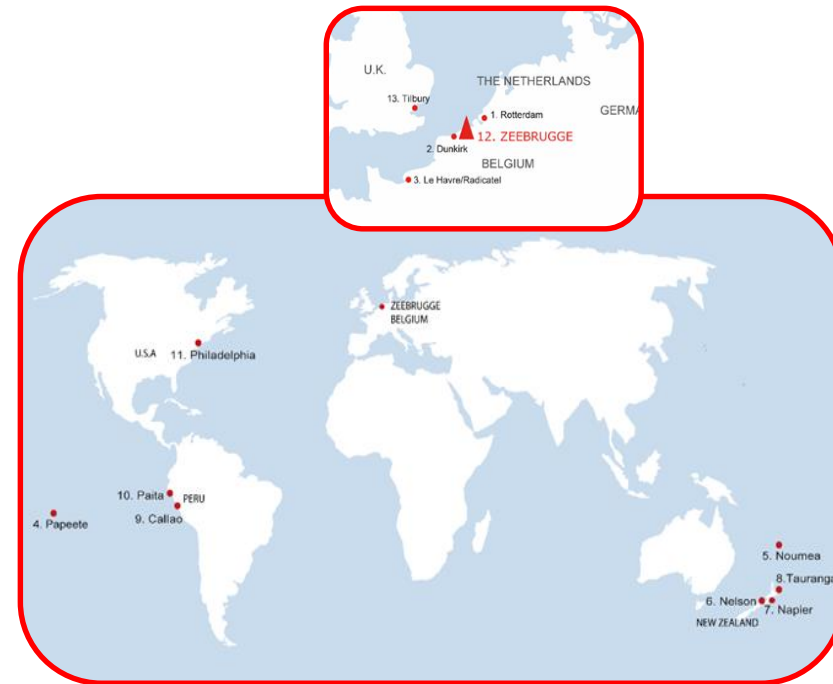 U.K.
THE NETHERLANDS
13. Tilbury
GERMA
1. Rotterdam
12. ZEEBRUGGE
2. Dunkirk
BELGIUM
3. Le Havre/Radicatel
ZEEBRUGGE
BELGIUM
U.S.A
11. Philadelphia
10. Paita
PERU
9. Callao
4. Papeete
5. Noumea
8.Tauranga
6. Nelson
7. Napier
NEW ZEALAND